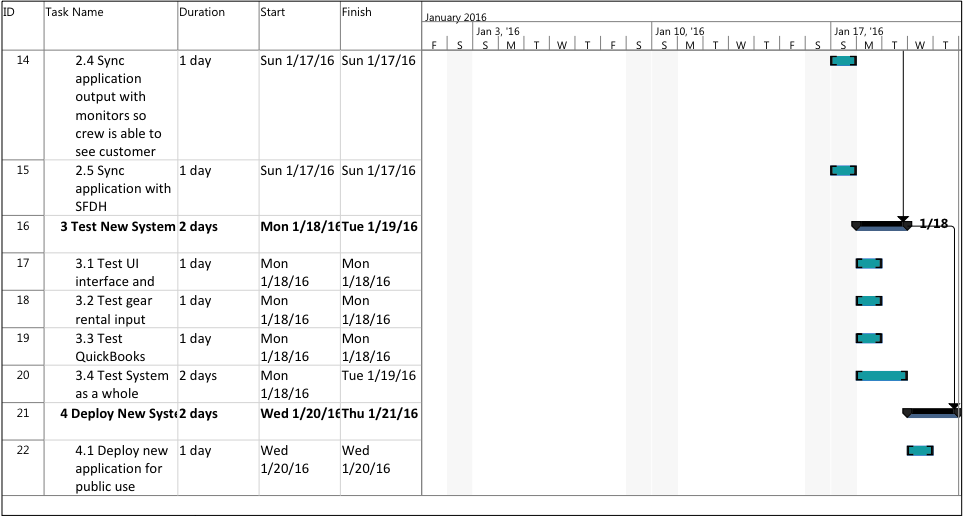 ID Task Name Duration Start Finish
January 2016
Jan 3, '16 Jan 10, '16 Jan 17, '16
F S S M T W T F S S M T W T F S S M T W T
14 2.4 Sync 1 day Sun 1/17/16 Sun 1/17/16
application
output with
monitors so
crew is able to
see customer
15 2.5 Sync 1 day Sun 1/17/16 Sun 1/17/16
application with
SFDH
16 3 Test New System 2 days Mon 1/18/16 Tue 1/19/16 1/18
17 3.1 Test UI 1 day Mon Mon
interface and 1/18/16 1/18/16
18 3.2 Test gear 1 day Mon Mon
rental input 1/18/16 1/18/16
19 3.3 Test 1 day Mon Mon
QuickBooks 1/18/16 1/18/16
20 3.4 Test System 2 days Mon Tue 1/19/16
as a whole 1/18/16
21 4 Deploy New Syste 2 days Wed 1/20/16 Thu 1/21/16
22 4.1 Deploy new 1 day Wed Wed
application for 1/20/16 1/20/16
public use